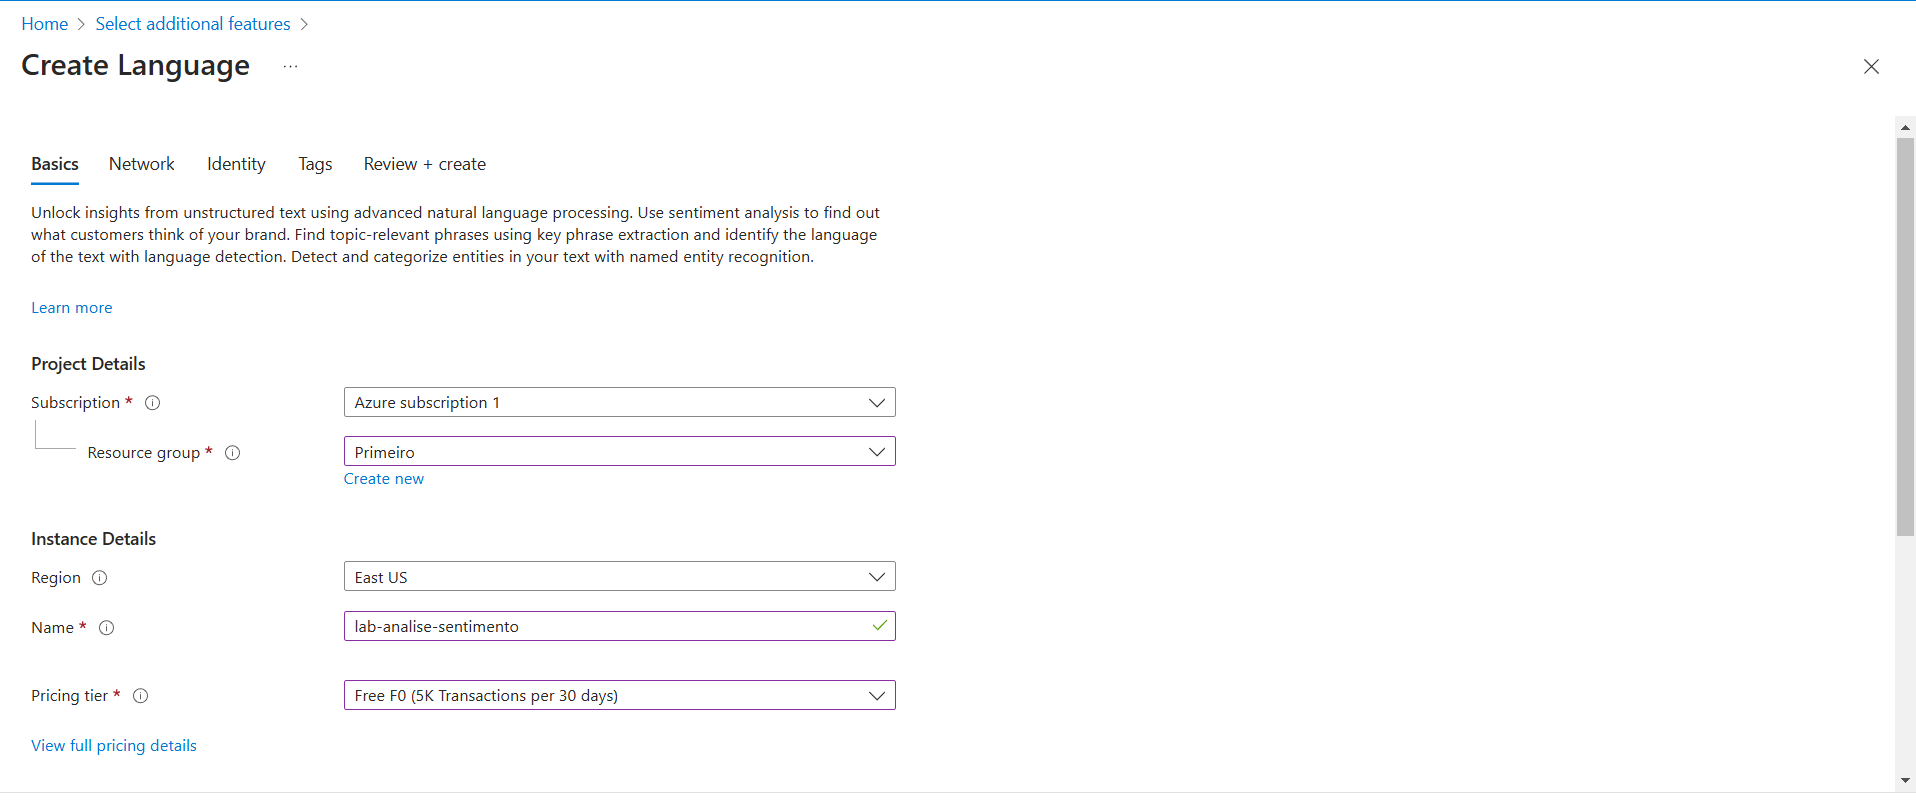 Home > Select additional features >
Create Language ...
Basics Network Identity Tags Review + create
Unlock insights from unstructured text using advanced natural language processing. Use sentiment analysis to find out
what customers think of your brand. Find topic-relevant phrases using key phrase extraction and identify the language
of the text with language detection. Detect and categorize entities in your text with named entity recognition.
Learn more
Project Details
Subscription * Azure subscription 1
Resource group * Primeiro
Create new
Instance Details
Region East US
Name * lab-analise-sentimento
Pricing tier * Free F0 (5K Transactions per 30 days)
View full pricing details